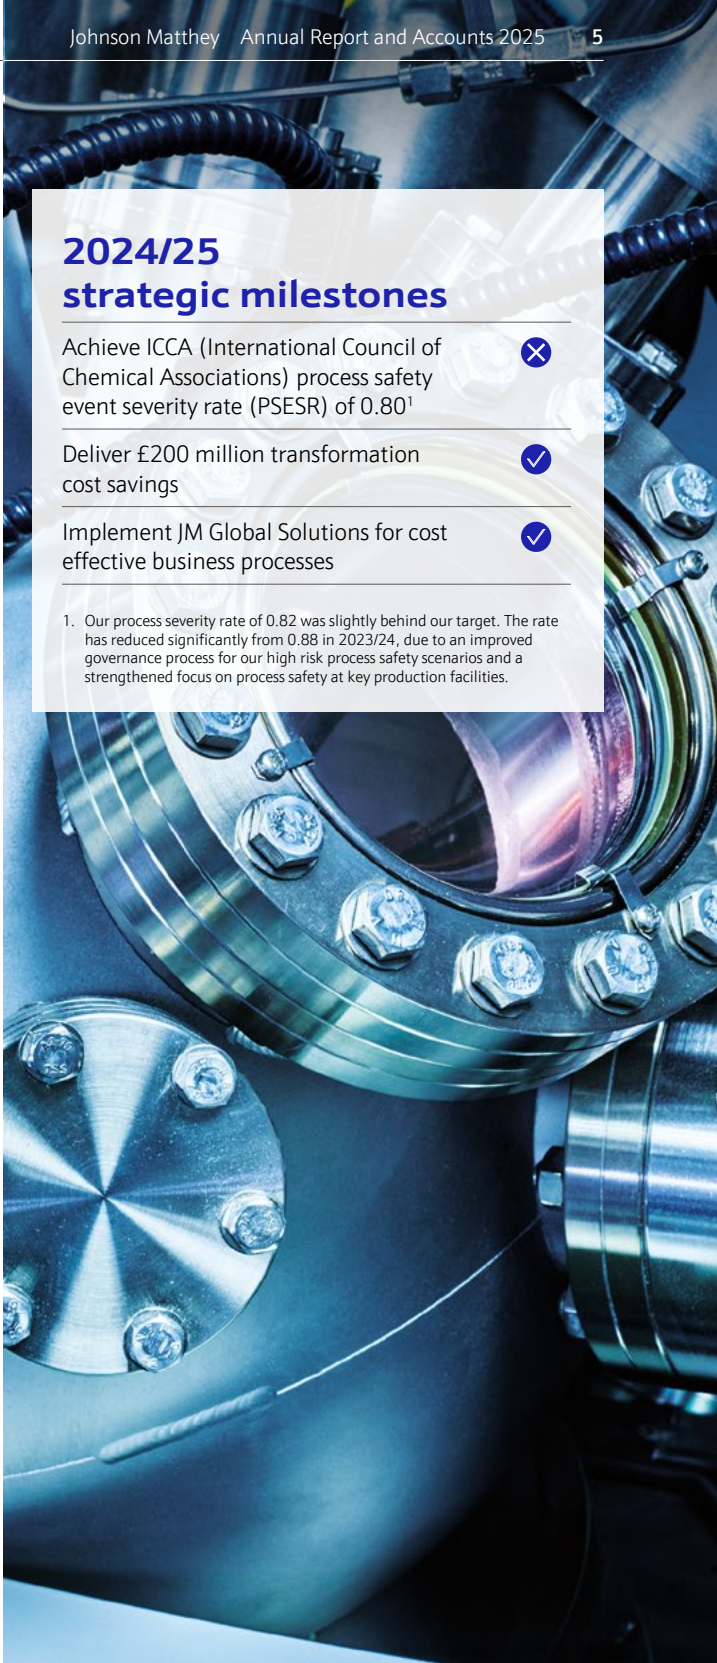 Johnson Matthey Annual Report and Accounts 2025 5
2024/25
strategic milestones
Achieve ICCA (International Council of
Chemical Associations) process safety
event severity rate (PSESR) of 0.80¹
Deliver £200 million transformation
cost savings
Implement JM Global Solutions for cost
effective business processes
1. Our process severity rate of 0.82 was slightly behind our target. The rate
has reduced significantly from 0.88 in 2023/24, due to an improved
governance process for our high risk process safety scenarios and a
strengthened focus on process safety at key production facilities.